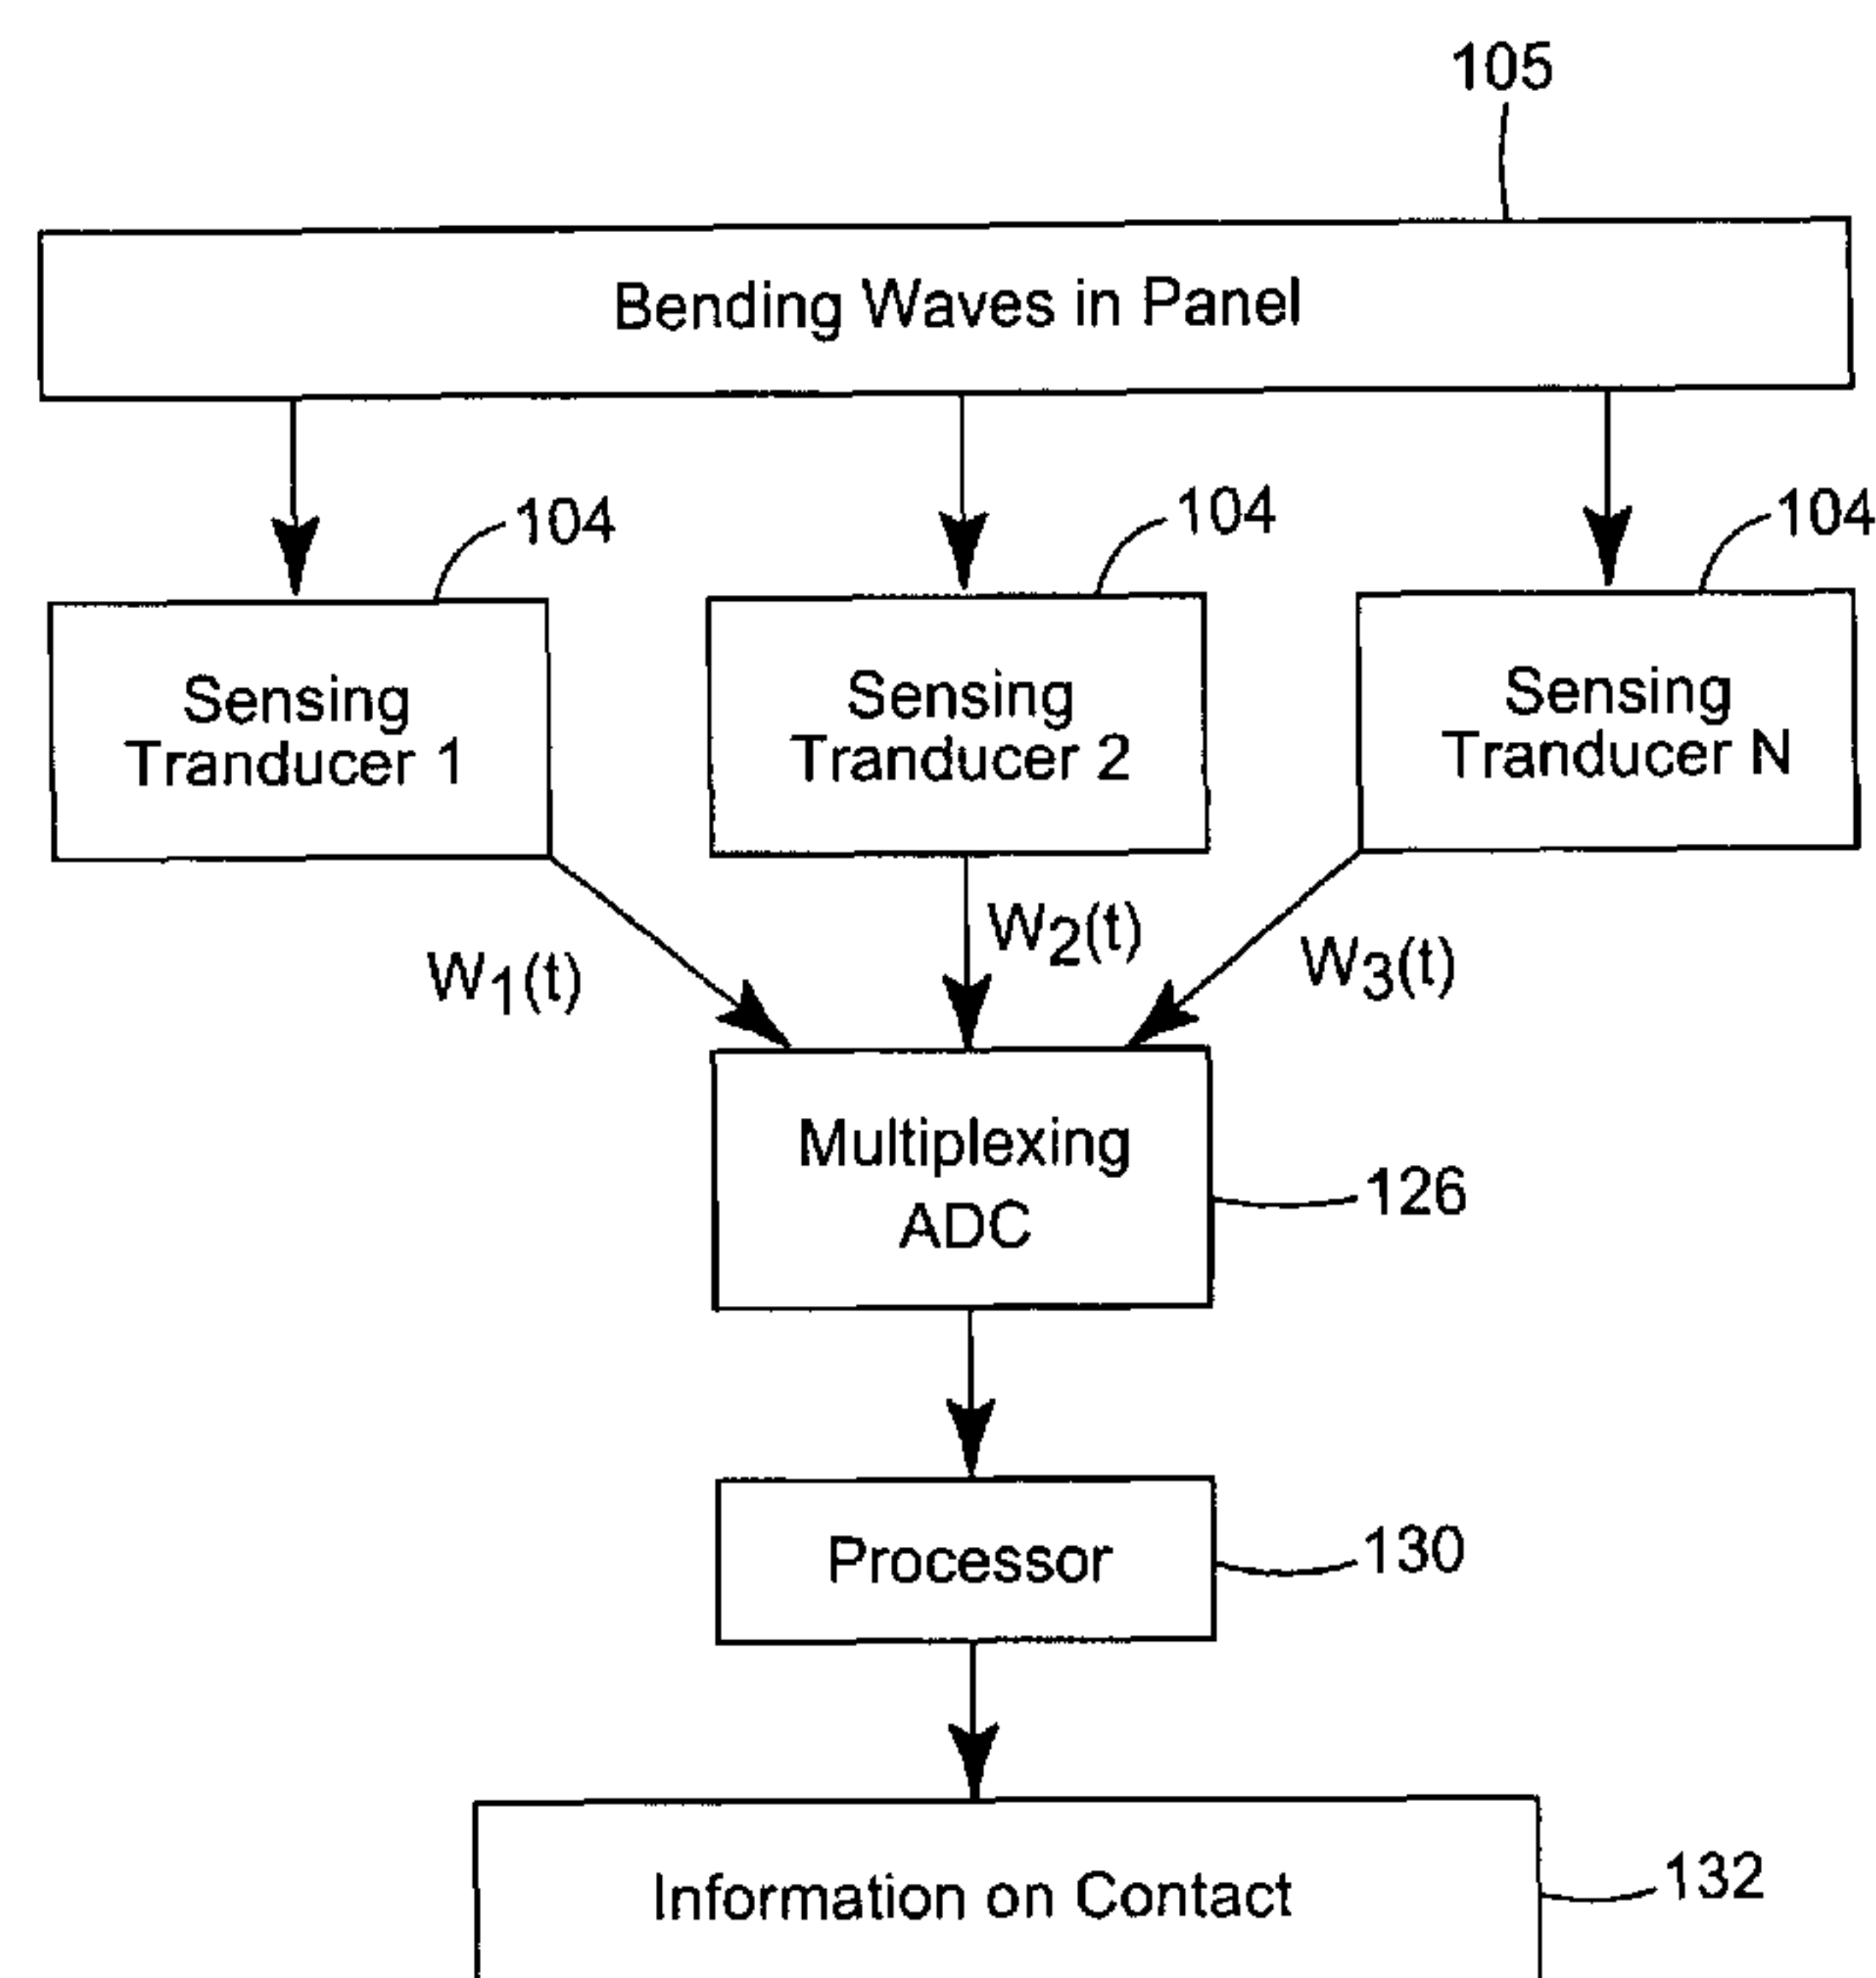 105
Bending Waves in Panel
104
104
104
Sensing
Tranducer 1
Sensing
Tranducer 2
Sensing
Tranducer N
W1(t)
W2(t)
W3(t)
Multiplexing
ADC
126
Processor
130
Information on Contact
132